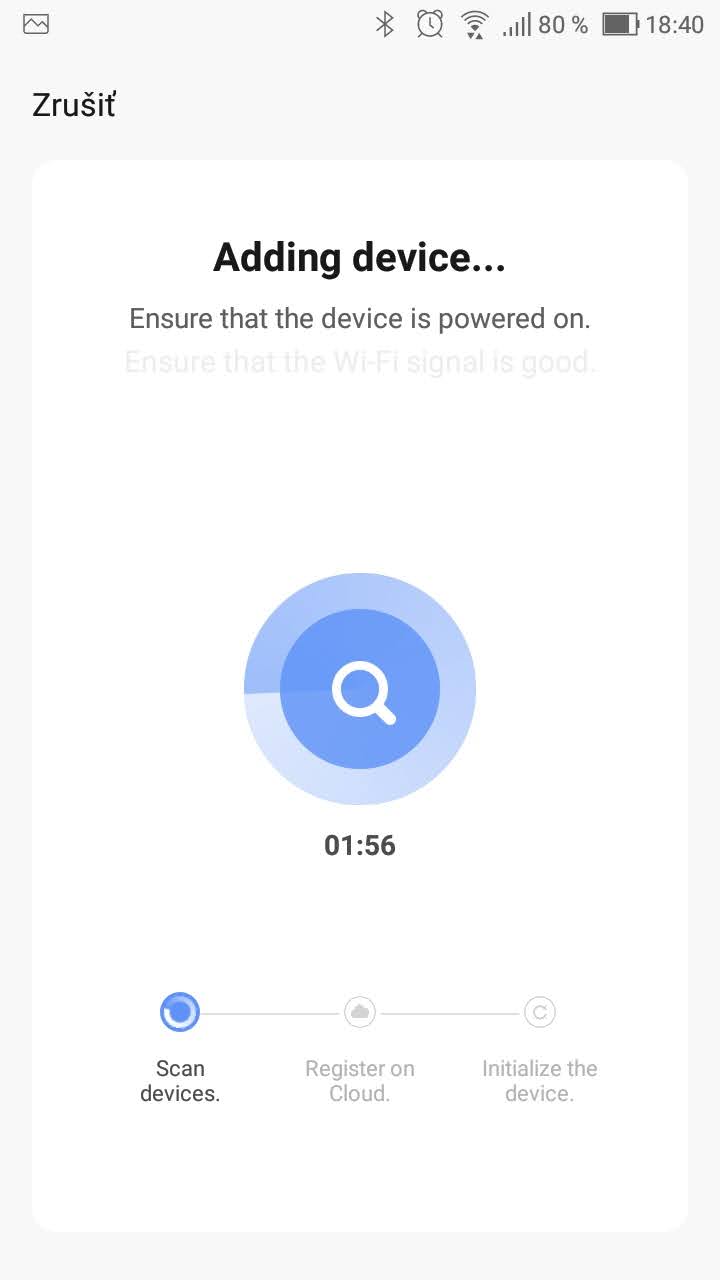 80 % 18:40
Zrušiť
Adding device...
Ensure that the device is powered on.
Ensure that the Wi-Fi signal is good.
01:56
Scan
devices.
Register on
Cloud.
Initialize the
device.